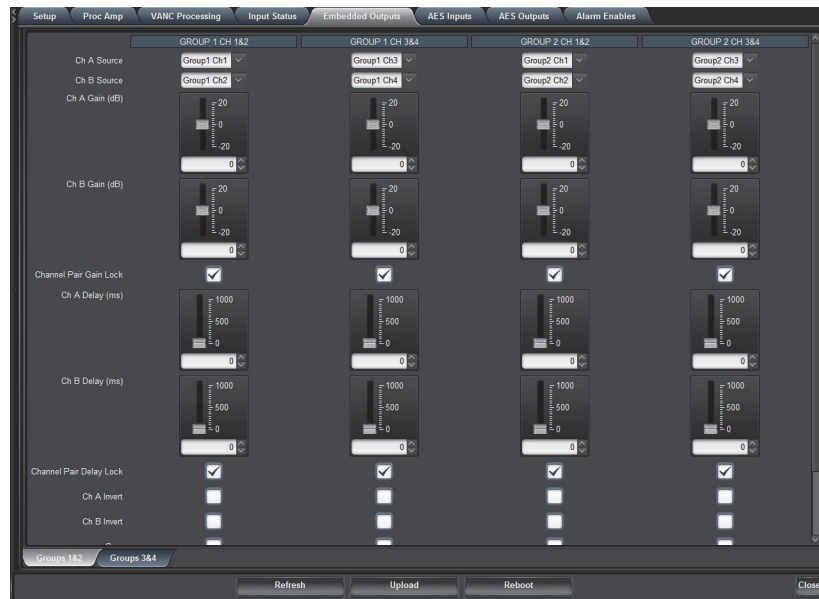 Setup Proc Amp VANC Processing Input Status Embedded Outputs AES Inputs AES Outputs Alarm Enables
GROUP 1 CH 1&2 GROUP 1 CH 3&4 GROUP 2 CH 1&2 GROUP 2 CH 3&4
Ch A Source Group1 Ch1 Group1 Ch3 Group2 Ch1 Group2 Ch3
Ch B Source Group1 Ch2 Group1 Ch4 Group2 Ch2 Group2 Ch4
Ch A Gain (dB)
20 20 20 20
0 0 0 0
-20 -20 -20 -20
0 0 0 0
Ch B Gain (dB)
20 20 20 20
0 0 0 0
-20 -20 -20 -20
0 0 0 0
Channel Pair Gain Lock
Ch A Delay (ms)
1000 1000 1000 1000
500 500 500 500
0 0 0 0
0 0 0 0
Ch B Delay (ms)
1000 1000 1000 1000
500 500 500 500
0 0 0 0
0 0 0 0
Channel Pair Delay Lock
Ch A Invert
Ch B Invert
Groups 1&2 Groups 3&4
Refresh Upload Reboot Close